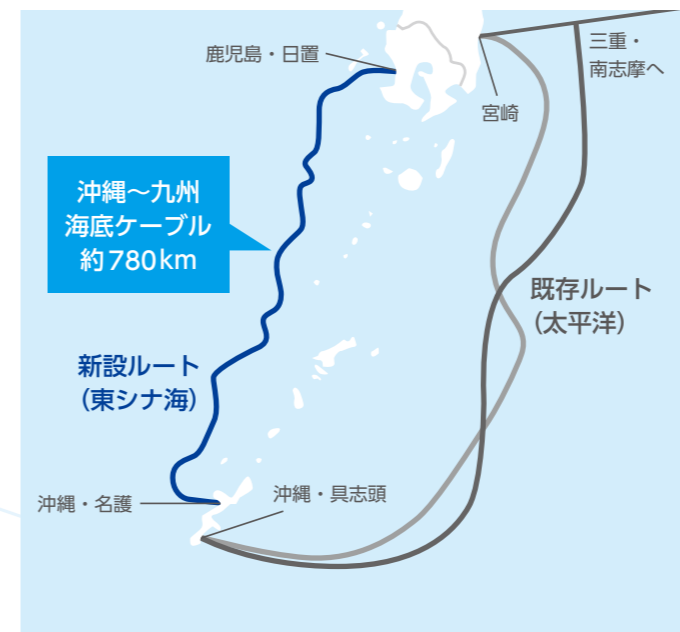 鹿児島・日置
三重・
南志摩へ
宮崎
沖縄〜九州
海底ケーブル
約780km
既存ルート
(太平洋)
新設ルート
(東シナ海)
沖縄・名護
沖縄・具志頭